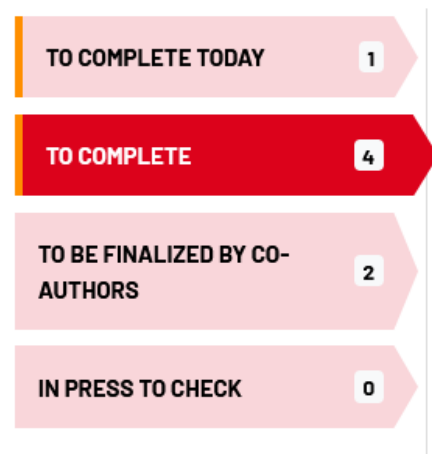 TO COMPLETE TODAY 1
TO COMPLETE 4
TO BE FINALIZED BY CO-
AUTHORS 2
IN PRESS TO CHECK 0